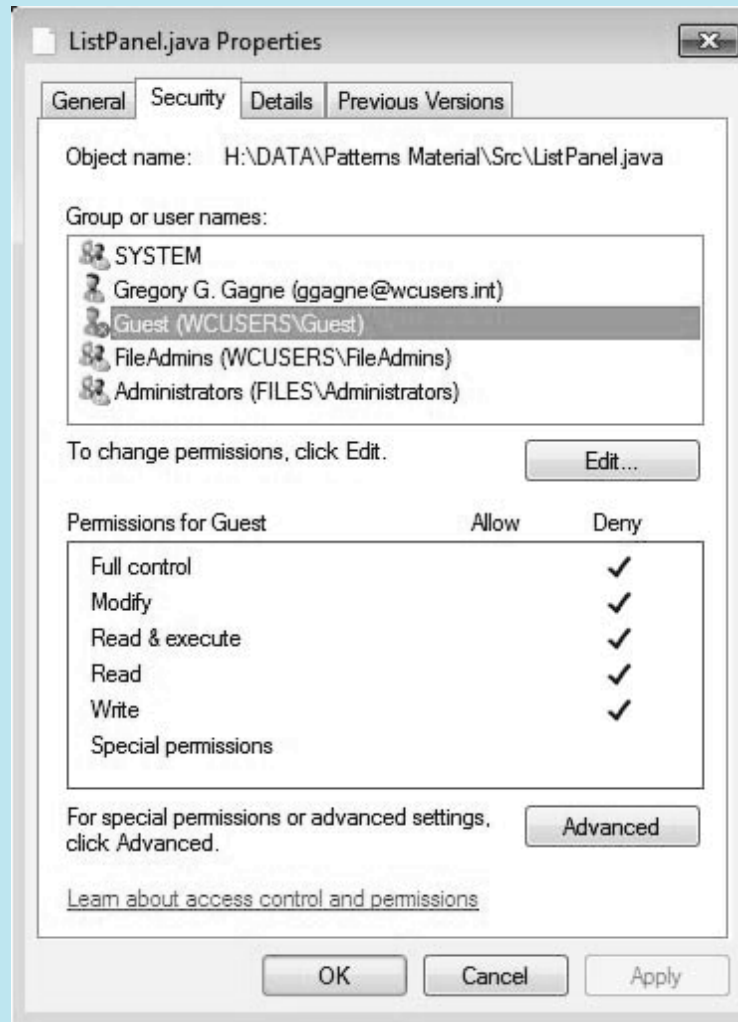 ListPanel.java Properties
General Security Details Previous Versions
Object name: H:\DATA\Patterns Material\Src\ListPanel.java
Group or user names:
SYSTEM
Gregory G. Gagne (ggagne@wcusers.int)
Guest (WCUSERS\Guest)
FileAdmins (WCUSERS\FileAdmins)
Administrators (FILES\Administrators)
To change permissions, click Edit.
Edit...
Permissions for Guest Allow Deny
Full control
Modify
Read & execute
Read
Write
Special permissions
For special permissions or advanced settings,
click Advanced.
Advanced
Learn about access control and permissions
OK Cancel Apply